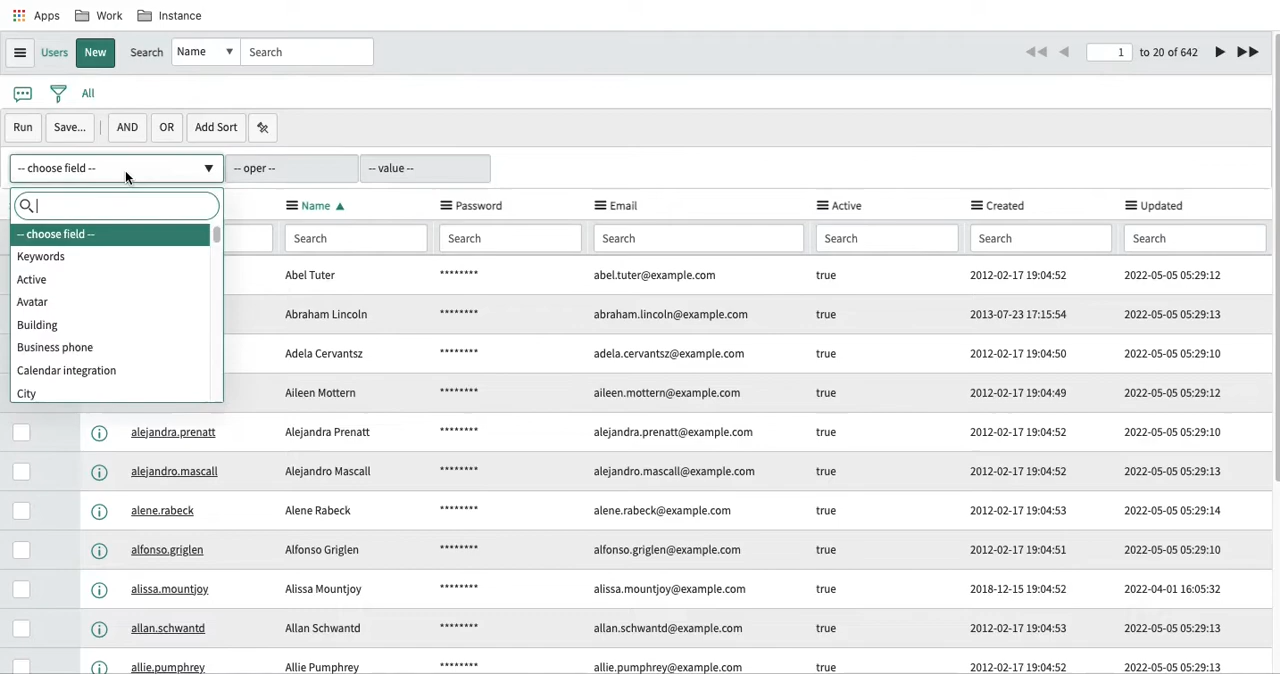 Apps Work Instance
Users New Search Name Search 1 to 20 of 642
All
Run Save... AND OR Add Sort
-- choose field -- -- oper -- -- value --
Name Password Email Active Created Updated
-- choose field --
Search Search Search Search Search Search
Keywords
Abel Tuter ******** abel.tuter@example.com true 2012-02-17 19:04:52 2022-05-05 05:29:12
Active
Avatar
Abraham Lincoln ******** abraham.lincoln@example.com true 2013-07-23 17:15:54 2022-05-05 05:29:13
Building
Business phone
Adela Cervantsz ******** adela.cervantsz@example.com true 2012-02-17 19:04:50 2022-05-05 05:29:10
Calendar integration
City
Aileen Mottern ******** aileen.mottern@example.com true 2012-02-17 19:04:49 2022-05-05 05:29:12
alejandra.prenatt Alejandra Prenatt ******** alejandra.prenatt@example.com true 2012-02-17 19:04:52 2022-05-05 05:29:10
alejandro.mascall Alejandro Mascall ******** alejandro.mascall@example.com true 2012-02-17 19:04:52 2022-05-05 05:29:13
alene.rabeck Alene Rabeck ******** alene.rabeck@example.com true 2012-02-17 19:04:53 2022-05-05 05:29:14
alfonso.griglen Alfonso Griglen ******** alfonso.griglen@example.com true 2012-02-17 19:04:51 2022-05-05 05:29:10
alissa.mountjoy Alissa Mountjoy ******** alissa.mountjoy@example.com true 2018-12-15 19:04:52 2022-04-01 16:05:32
allan.schwantd Allan Schwantd ******** allan.schwantd@example.com true 2012-02-17 19:04:53 2022-05-05 05:29:13
allie.pumphrey Allie Pumphrey ******** allie.pumphrey@example.com true 2012-02-17 19:04:52 2022-05-05 05:29:13